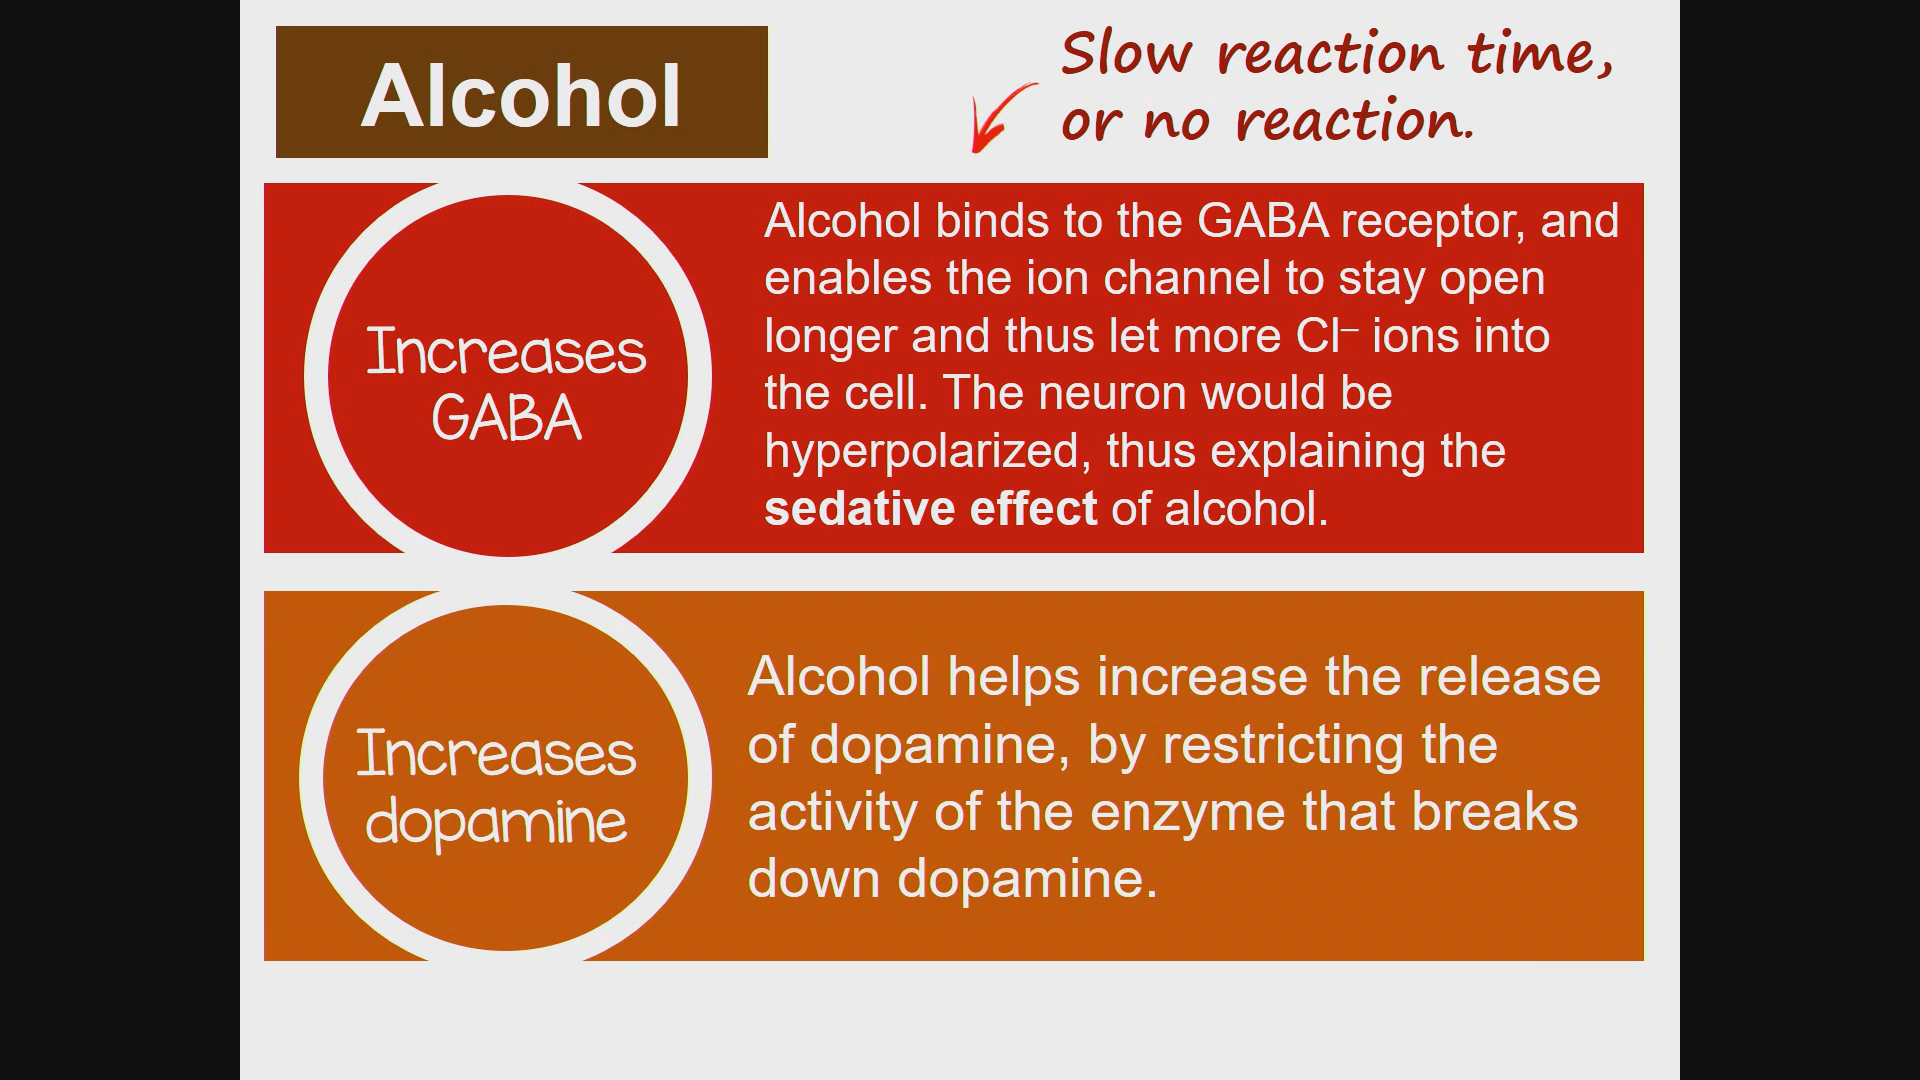 Alcohol
Slow reaction time,
or no reaction.
Increases
GABA
Alcohol binds to the GABA receptor, and
enables the ion channel to stay open
longer and thus let more Cl⁻ ions into
the cell. The neuron would be
hyperpolarized, thus explaining the
sedative effect of alcohol.
Increases
dopamine
Alcohol helps increase the release
of dopamine, by restricting the
activity of the enzyme that breaks
down dopamine.